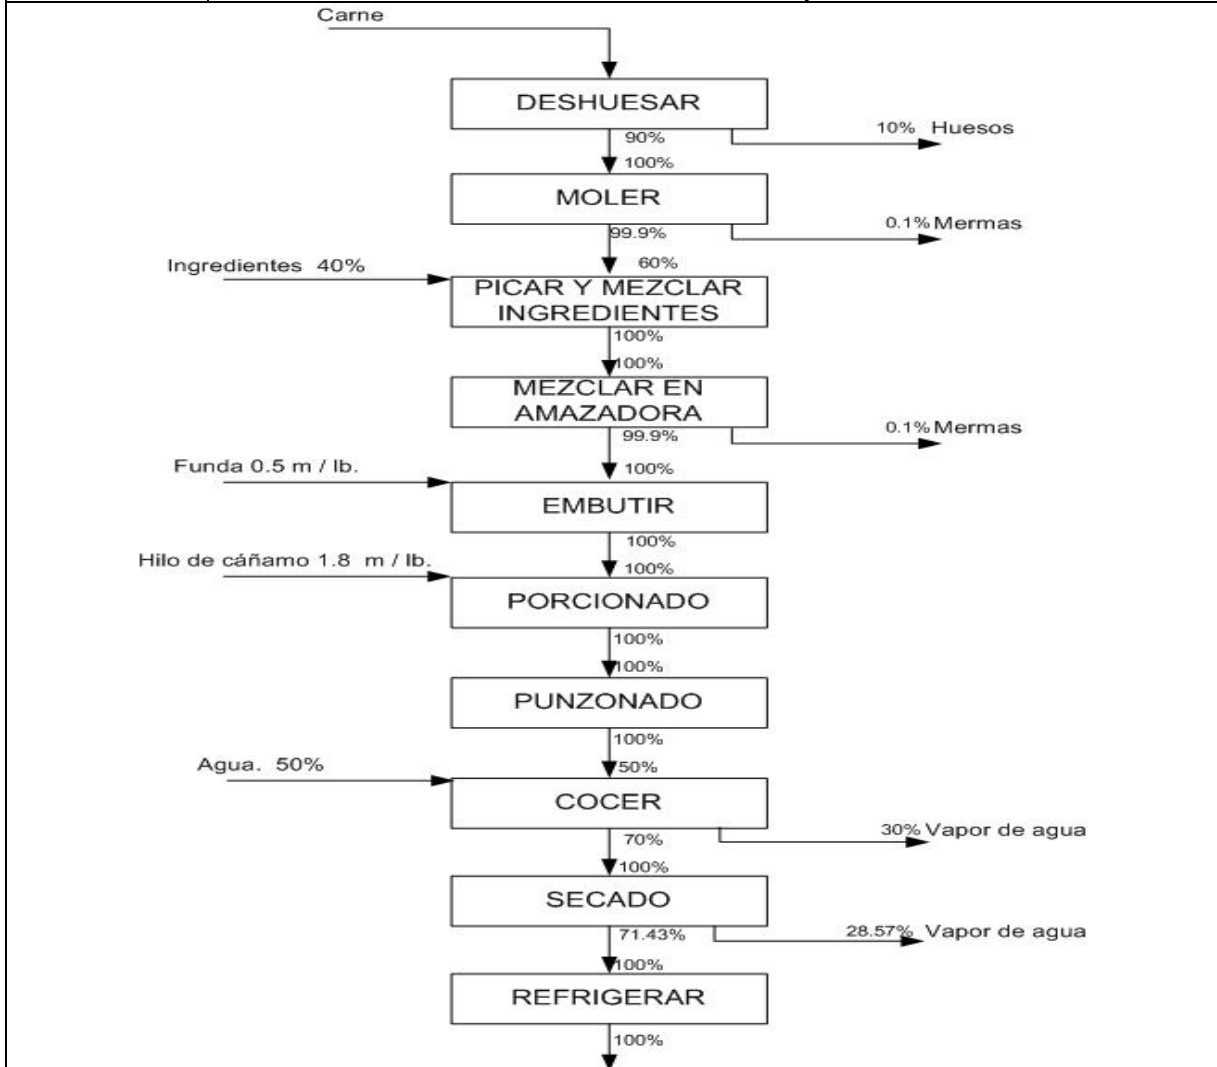 Carne
DESHUESAR
90%
10% Huesos
100%
MOLER
99.9%
0.1% Mermas
Ingredientes 40%
60%
PICAR Y MEZCLAR
INGREDIENTES
100%
100%
MEZCLAR EN
AMAZADORA
99.9%
0.1% Mermas
Funda 0.5 m / lb.
100%
EMBUTIR
100%
Hilo de cáñamo 1.8 m / lb.
100%
PORCIONADO
100%
100%
PUNZONADO
100%
Agua. 50%
50%
COCER
70%
30% Vapor de agua
100%
SECADO
71.43%
28.57% Vapor de agua
100%
REFRIGERAR
100%